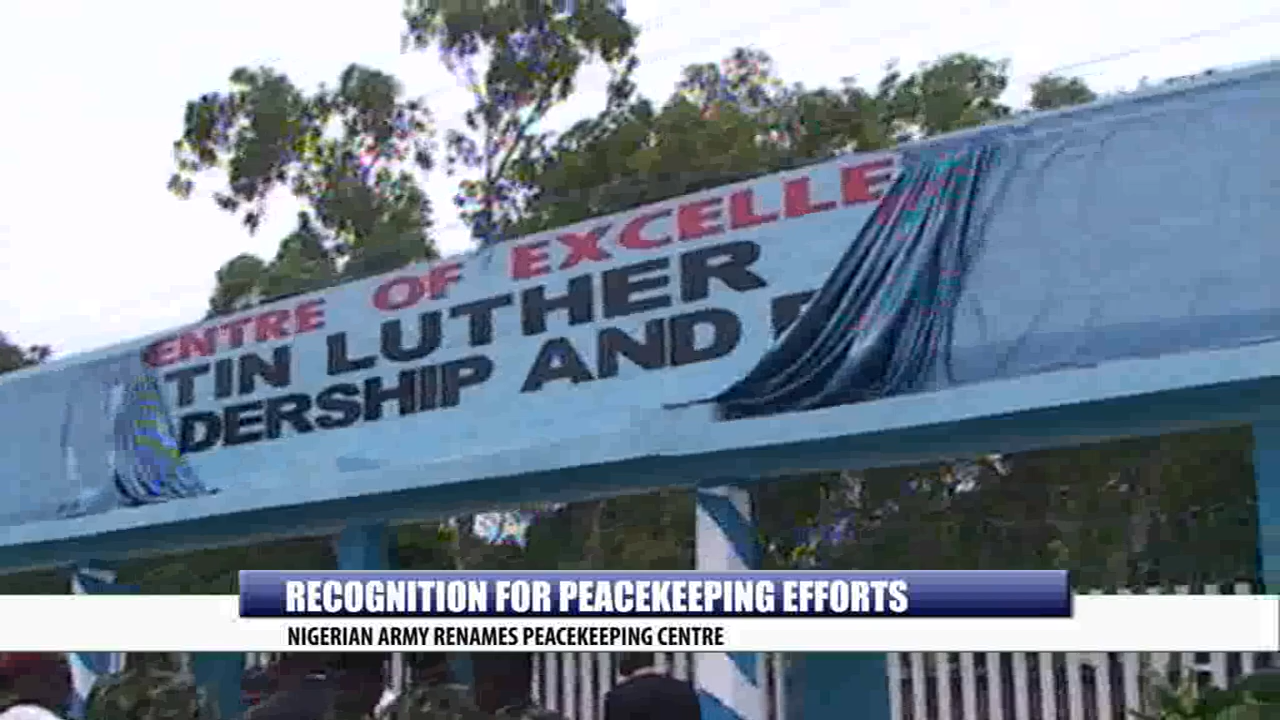 ENTRE OF EXCELLE
TIN LUTHER
DERSHIP AND
RECOGNITION FOR PEACEKEEPING EFFORTS
NIGERIAN ARMY RENAMES PEACEKEEPING CENTRE